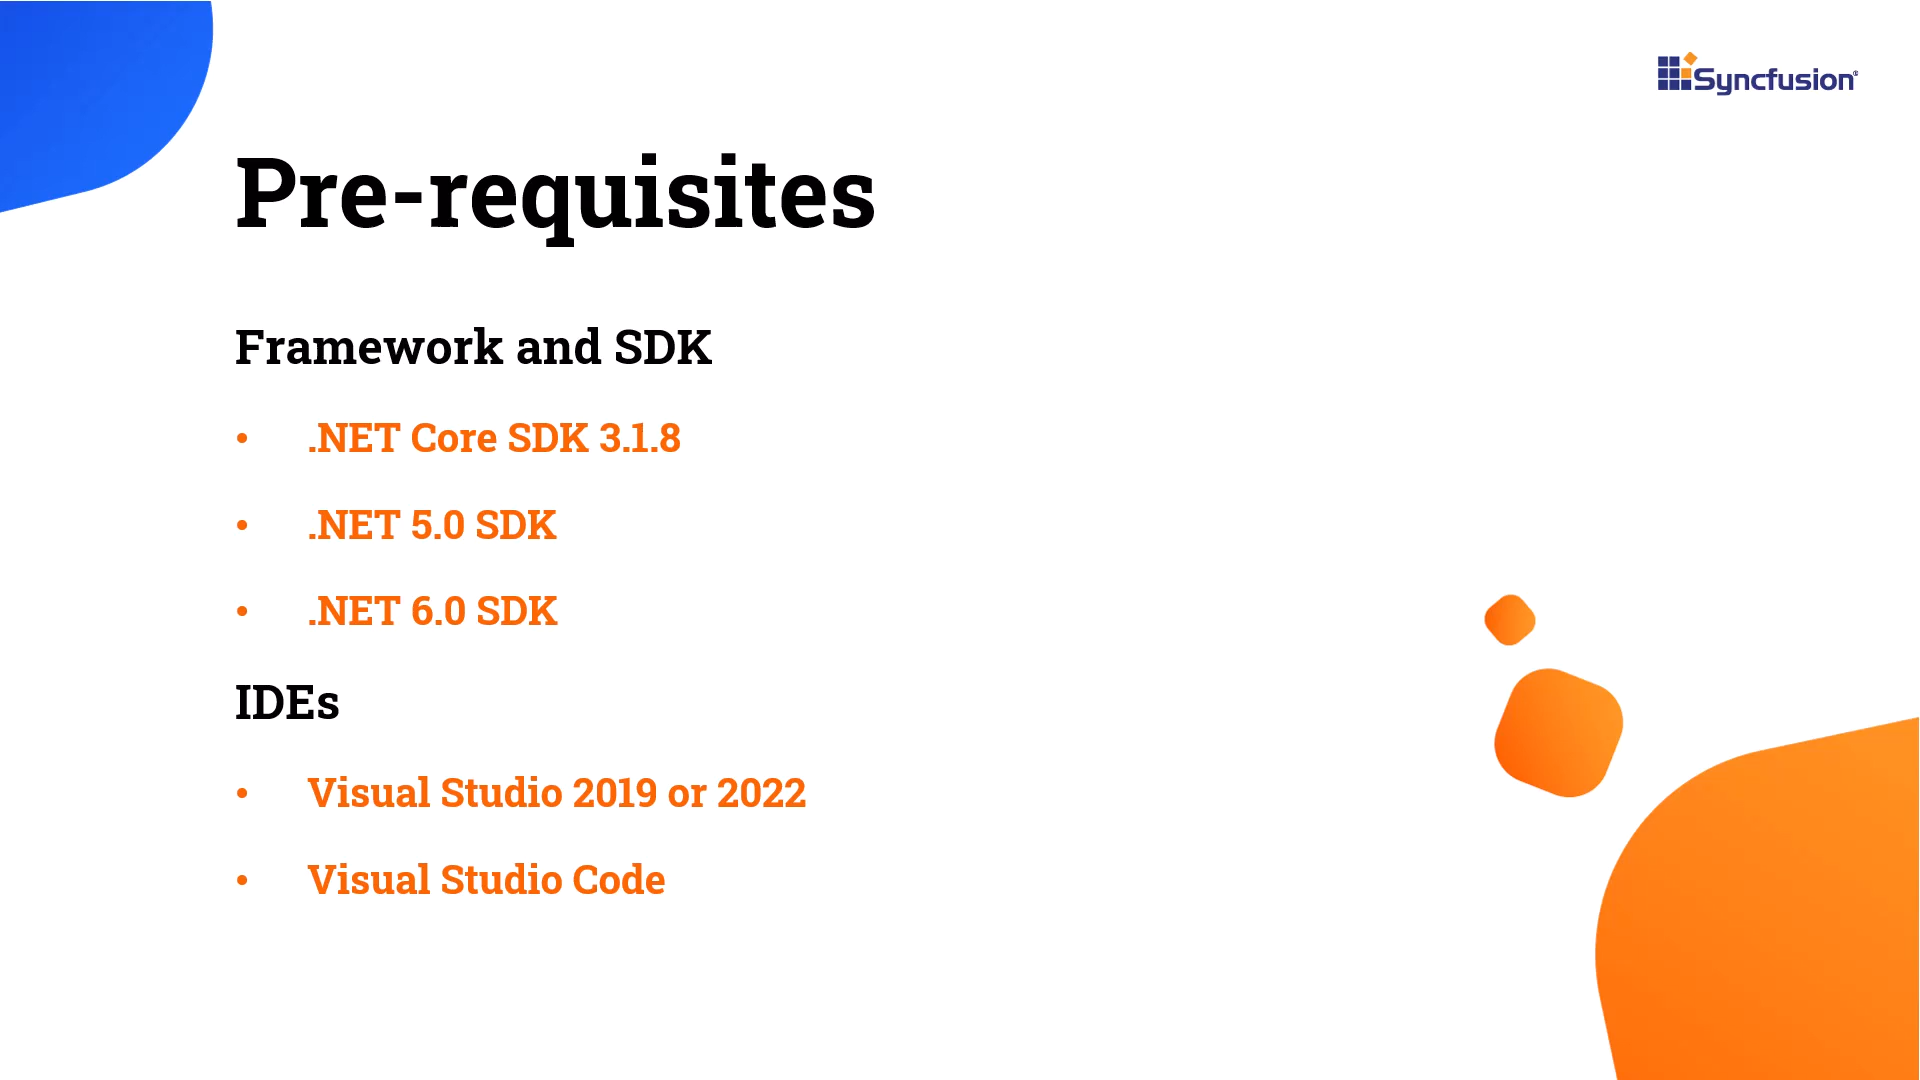 Syncfusion®
Pre-requisites
Framework and SDK
• .NET Core SDK 3.1.8
• .NET 5.0 SDK
• .NET 6.0 SDK
IDEs
• Visual Studio 2019 or 2022
• Visual Studio Code